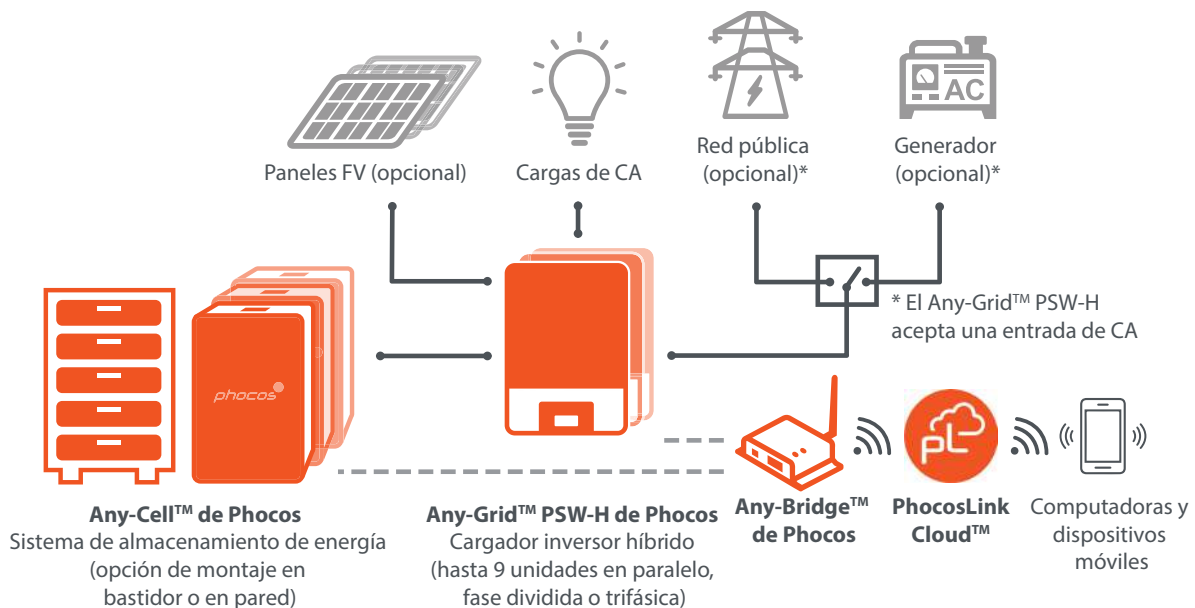 AC
Paneles FV (opcional)
Cargas de CA
Red pública
(opcional)*
Generador
(opcional)*
* El Any-Grid™ PSW-H
acepta una entrada de CA
phocos
pL
Any-Cell™ de Phocos
Sistema de almacenamiento de energía
(opción de montaje en
bastidor o en pared)
Any-Grid™ PSW-H de Phocos
Cargador inversor híbrido
(hasta 9 unidades en paralelo,
fase dividida o trifásica)
Any-Bridge™
de Phocos
PhocosLink
Cloud™
Computadoras y
dispositivos
móviles